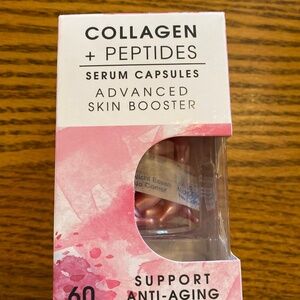 COLLAGEN
+ PEPTIDES
SERUM CAPSULES
ADVANCED
SKIN BOOSTER
SUPPORT
60 ANTI-AGING